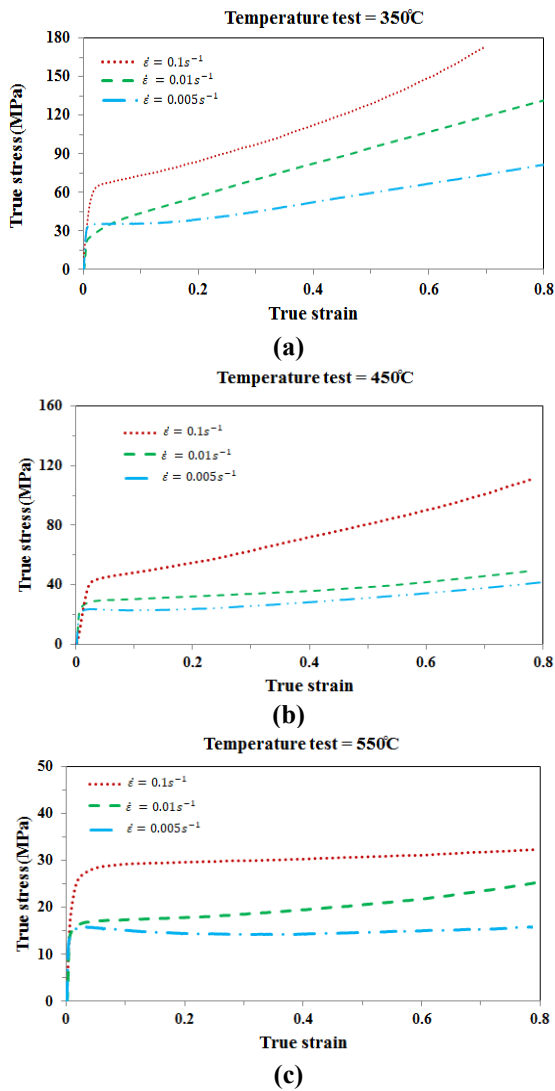 Temperature test = 350℃
180
150
120
90
60
30
0
True stress(MPa)
ε̇ = 0.1s⁻¹
ε̇ = 0.01s⁻¹
ε̇ = 0.005s⁻¹
0 0.2 0.4 0.6 0.8
True strain
(a)
Temperature test = 450℃
160
120
80
40
0
True stress(MPa)
ε̇ = 0.1s⁻¹
ε̇ = 0.01s⁻¹
ε̇ = 0.005s⁻¹
0 0.2 0.4 0.6 0.8
True strain
(b)
Temperature test = 550℃
50
40
30
20
10
0
True stress(MPa)
ε̇ = 0.1s⁻¹
ε̇ = 0.01s⁻¹
ε̇ = 0.005s⁻¹
0 0.2 0.4 0.6 0.8
True strain
(c)